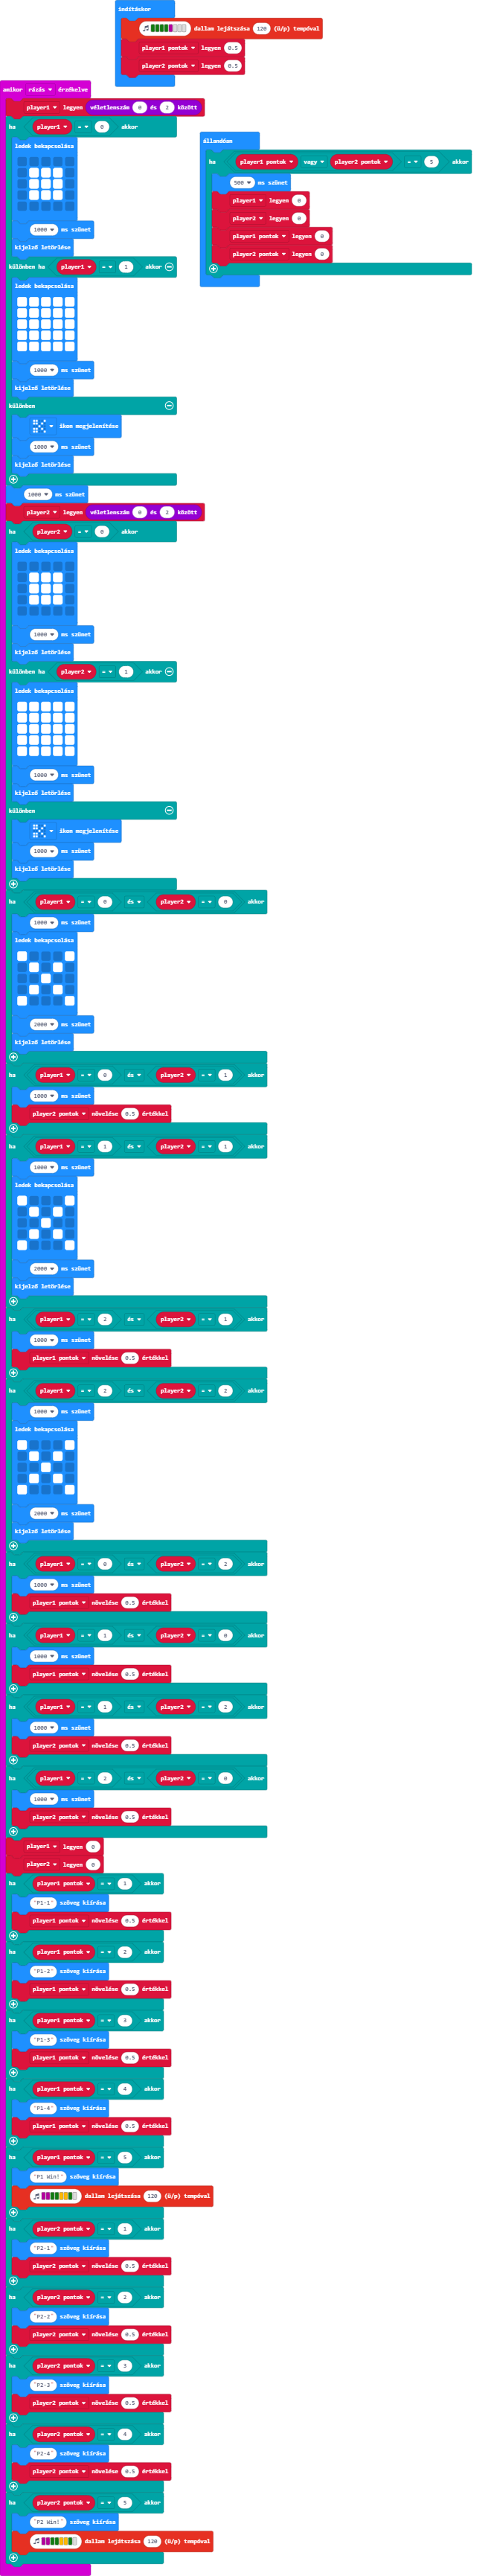 indításkor
dallam lejátszása 120 (ü/p) tempóval
player1 pontok legyen 0.5
player2 pontok legyen 0.5
amikor rázás érzékelve
player1 legyen véletlenszám 0 és 2 között
ha player1 = 0 akkor
ledek bekapcsolása
1000 ms szünet
kijelző letörlése
különben ha player1 = 1 akkor
ledek bekapcsolása
1000 ms szünet
kijelző letörlése
különben
ikon megjelenítése
1000 ms szünet
kijelző letörlése
1000 ms szünet
player2 legyen véletlenszám 0 és 2 között
ha player2 = 0 akkor
ledek bekapcsolása
1000 ms szünet
kijelző letörlése
különben ha player2 = 1 akkor
ledek bekapcsolása
1000 ms szünet
kijelző letörlése
különben
ikon megjelenítése
1000 ms szünet
kijelző letörlése
ha player1 = 0 és player2 = 0 akkor
1000 ms szünet
ledek bekapcsolása
2000 ms szünet
kijelző letörlése
ha player1 = 0 és player2 = 1 akkor
1000 ms szünet
player2 pontok növelése 0.5 értékkel
ha player1 = 1 és player2 = 1 akkor
1000 ms szünet
ledek bekapcsolása
2000 ms szünet
kijelző letörlése
ha player1 = 2 és player2 = 1 akkor
1000 ms szünet
player1 pontok növelése 0.5 értékkel
ha player1 = 2 és player2 = 2 akkor
1000 ms szünet
ledek bekapcsolása
2000 ms szünet
kijelző letörlése
ha player1 = 0 és player2 = 2 akkor
1000 ms szünet
player1 pontok növelése 0.5 értékkel
ha player1 = 1 és player2 = 0 akkor
1000 ms szünet
player1 pontok növelése 0.5 értékkel
ha player1 = 1 és player2 = 2 akkor
1000 ms szünet
player2 pontok növelése 0.5 értékkel
ha player1 = 2 és player2 = 0 akkor
1000 ms szünet
player2 pontok növelése 0.5 értékkel
player1 legyen 0
player2 legyen 0
ha player1 pontok = 1 akkor
"P1-1" szöveg kiírása
player1 pontok növelése 0.5 értékkel
ha player1 pontok = 2 akkor
"P1-2" szöveg kiírása
player1 pontok növelése 0.5 értékkel
ha player1 pontok = 3 akkor
"P1-3" szöveg kiírása
player1 pontok növelése 0.5 értékkel
ha player1 pontok = 4 akkor
"P1-4" szöveg kiírása
player1 pontok növelése 0.5 értékkel
ha player1 pontok = 5 akkor
"P1 Win!" szöveg kiírása
dallam lejátszása 120 (ü/p) tempóval
ha player2 pontok = 1 akkor
"P2-1" szöveg kiírása
player2 pontok növelése 0.5 értékkel
ha player2 pontok = 2 akkor
"P2-2" szöveg kiírása
player2 pontok növelése 0.5 értékkel
ha player2 pontok = 3 akkor
"P2-3" szöveg kiírása
player2 pontok növelése 0.5 értékkel
ha player2 pontok = 4 akkor
"P2-4" szöveg kiírása
player2 pontok növelése 0.5 értékkel
ha player2 pontok = 5 akkor
"P2 Win!" szöveg kiírása
dallam lejátszása 120 (ü/p) tempóval
állandóan
ha player1 pontok vagy player2 pontok = 5 akkor
500 ms szünet
player1 legyen 0
player2 legyen 0
player1 pontok legyen 0
player2 pontok legyen 0